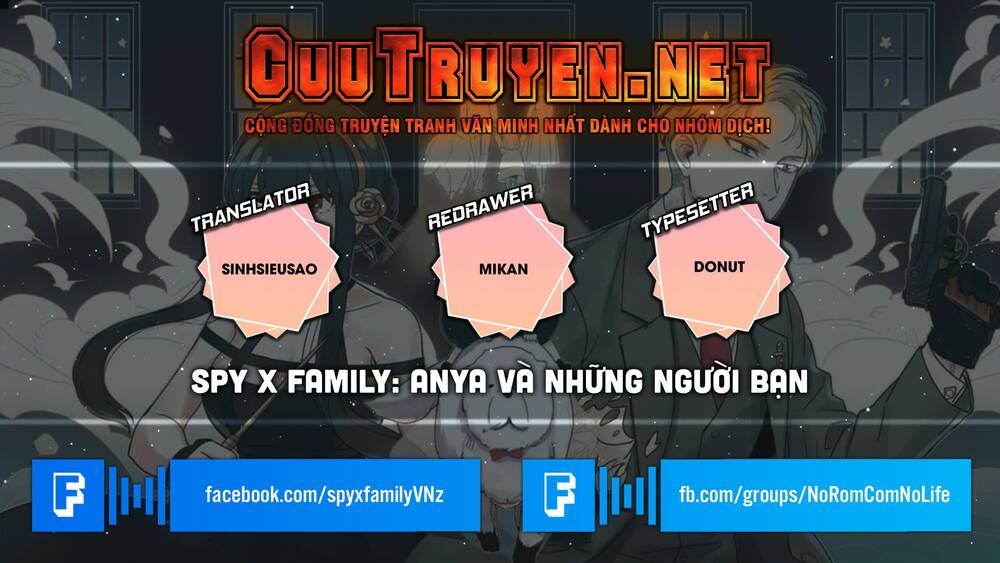 CUUTRUYEN.NET
CỘNG ĐỒNG TRUYỆN TRANH VĂN MINH NHẤT DÀNH CHO NHÓM DỊCH!
TRANSLATOR
REDRAWER
TYPESETTER
SINHSIEUSAO
MIKAN
DONUT
SPY X FAMILY: ANYA VÀ NHỮNG NGƯỜI BẠN
F
facebook.com/spyxfamilyVNz
F
fb.com/groups/NoRomComNoLife